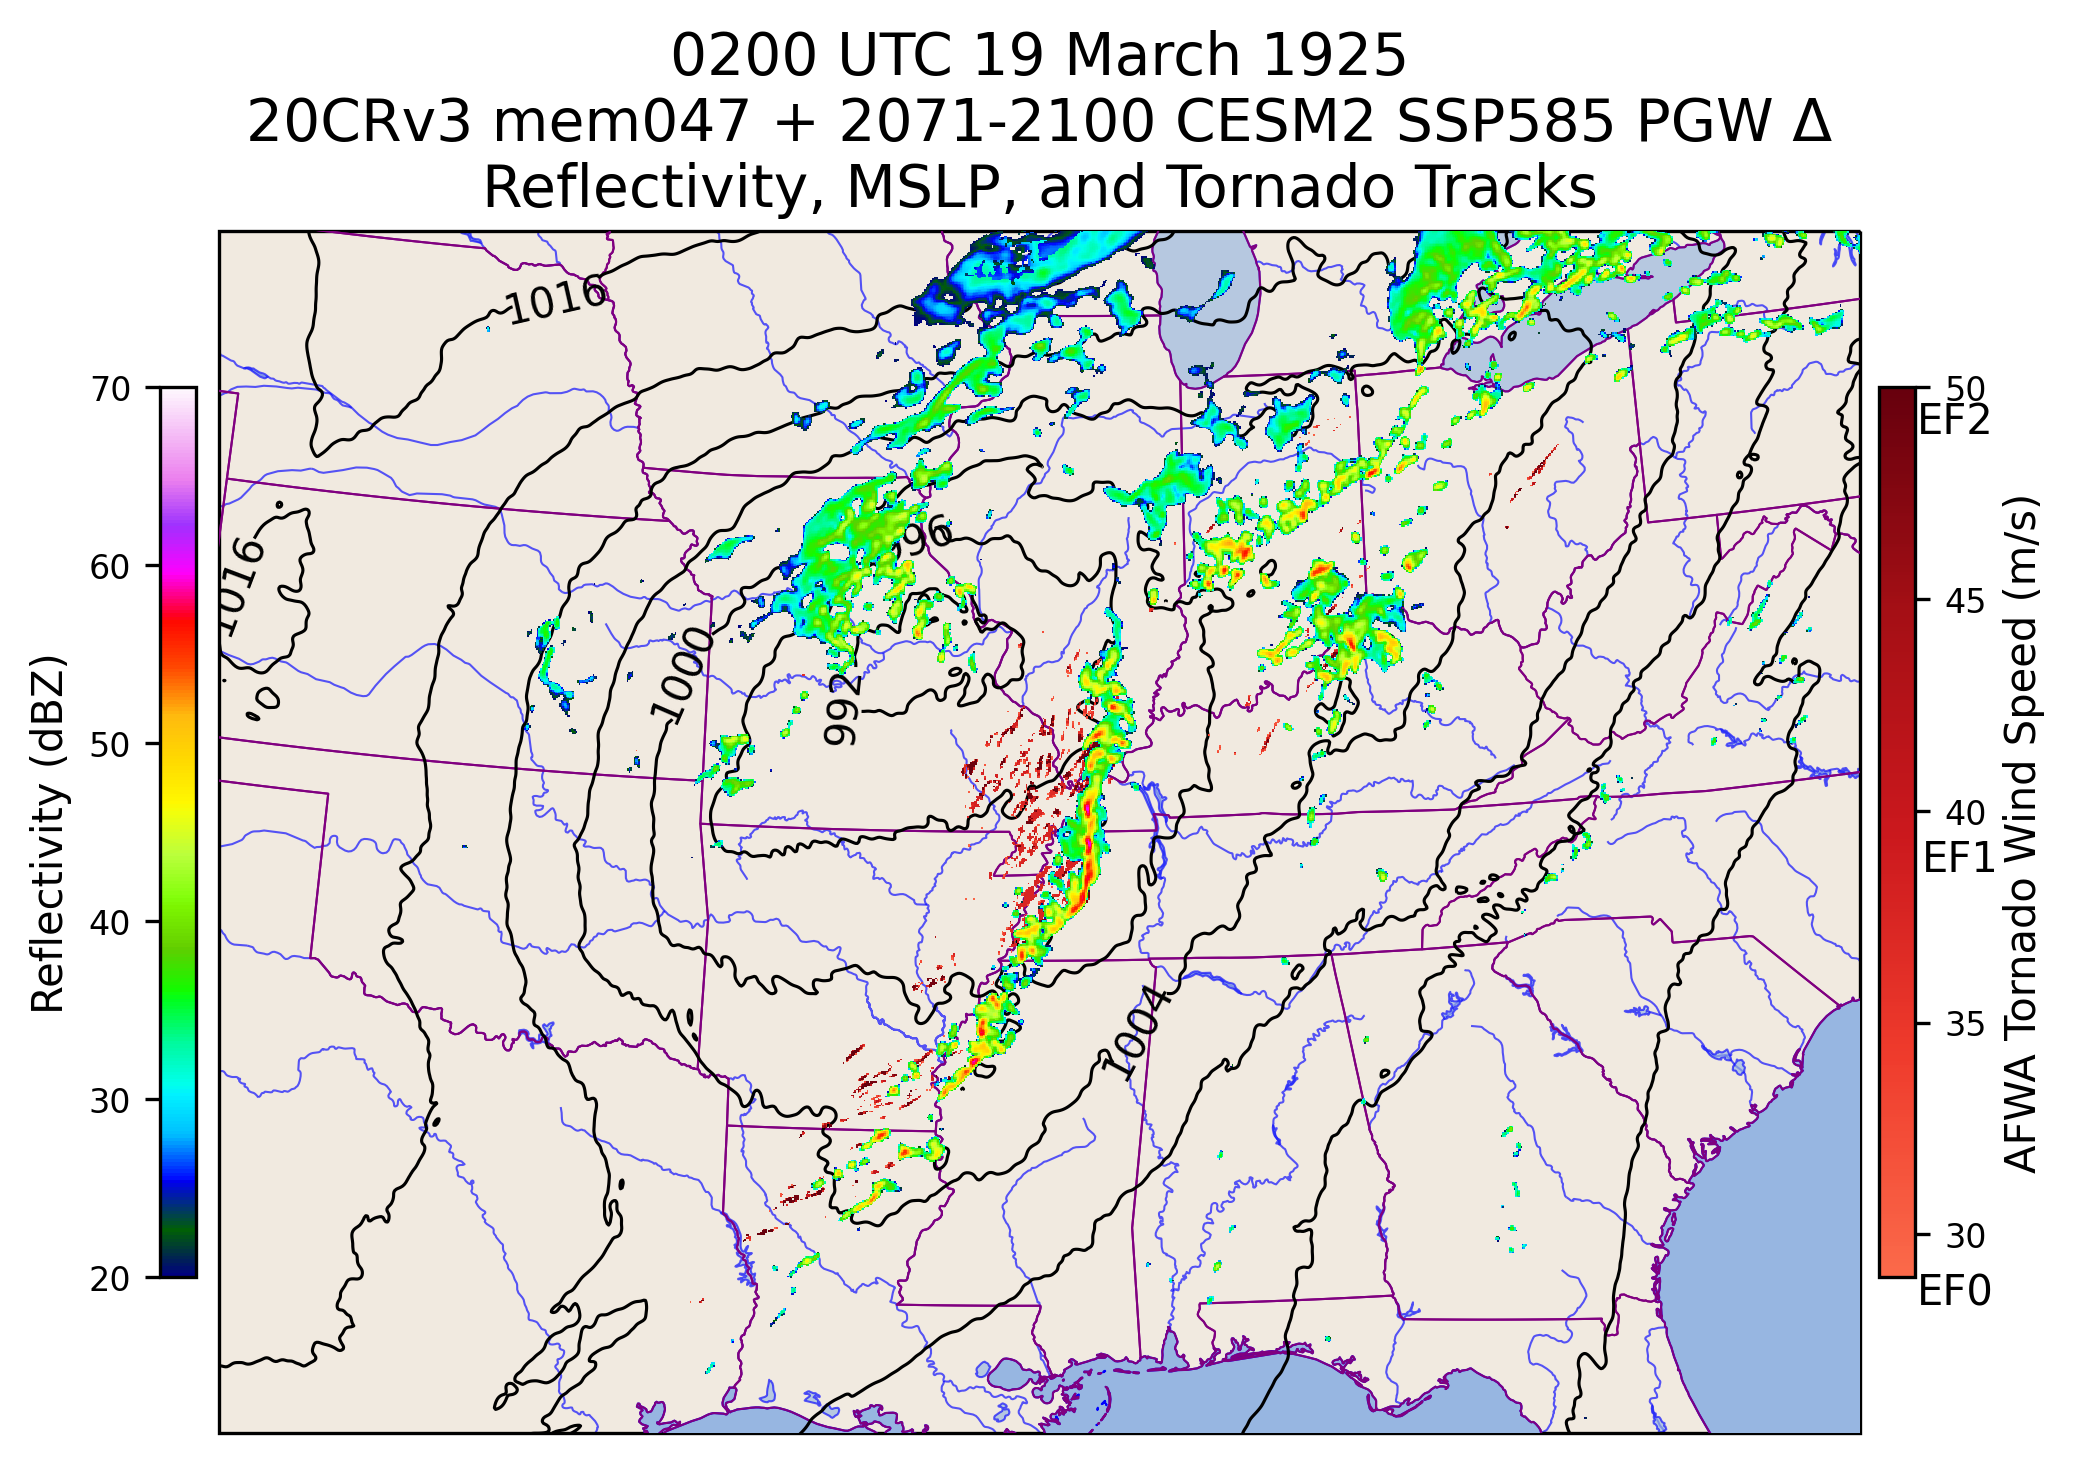 0200 UTC 19 March 1925
20CRv3 mem047 + 2071-2100 CESM2 SSP585 PGW Δ
Reflectivity, MSLP, and Tornado Tracks
70
60
50
40
30
20
Reflectivity (dBZ)
1016
1016
996
1000
992
1004
50
EF2
45
40
EF1
35
30
EF0
AFWA Tornado Wind Speed (m/s)